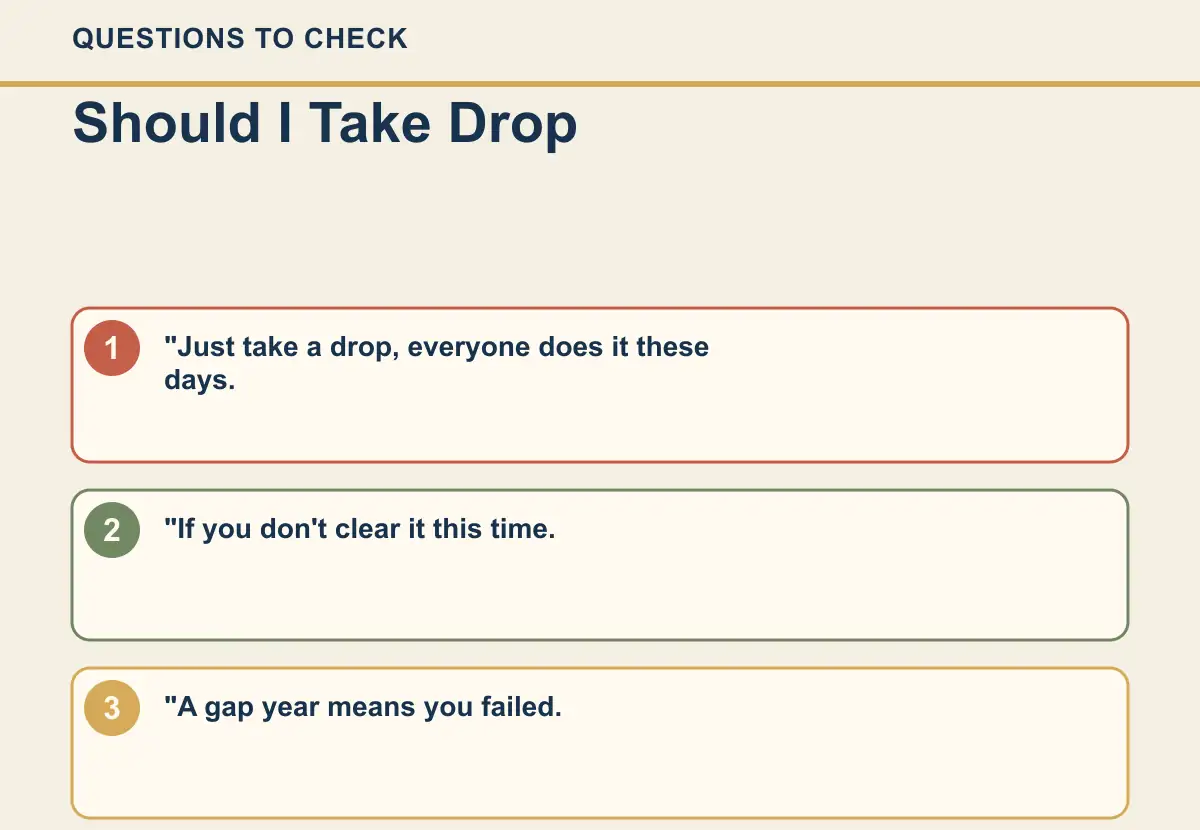 QUESTIONS TO CHECK
Should I Take Drop
1
"Just take a drop, everyone does it these
days.
2
"If you don't clear it this time.
3
"A gap year means you failed.